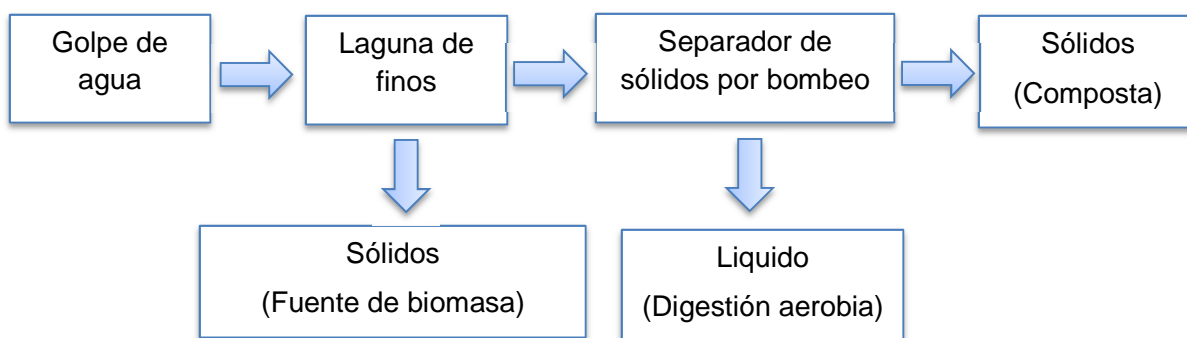 Golpe de
agua
Laguna de
finos
Separador de
sólidos por bombeo
Sólidos
(Composta)
Sólidos
(Fuente de biomasa)
Liquido
(Digestión aerobia)